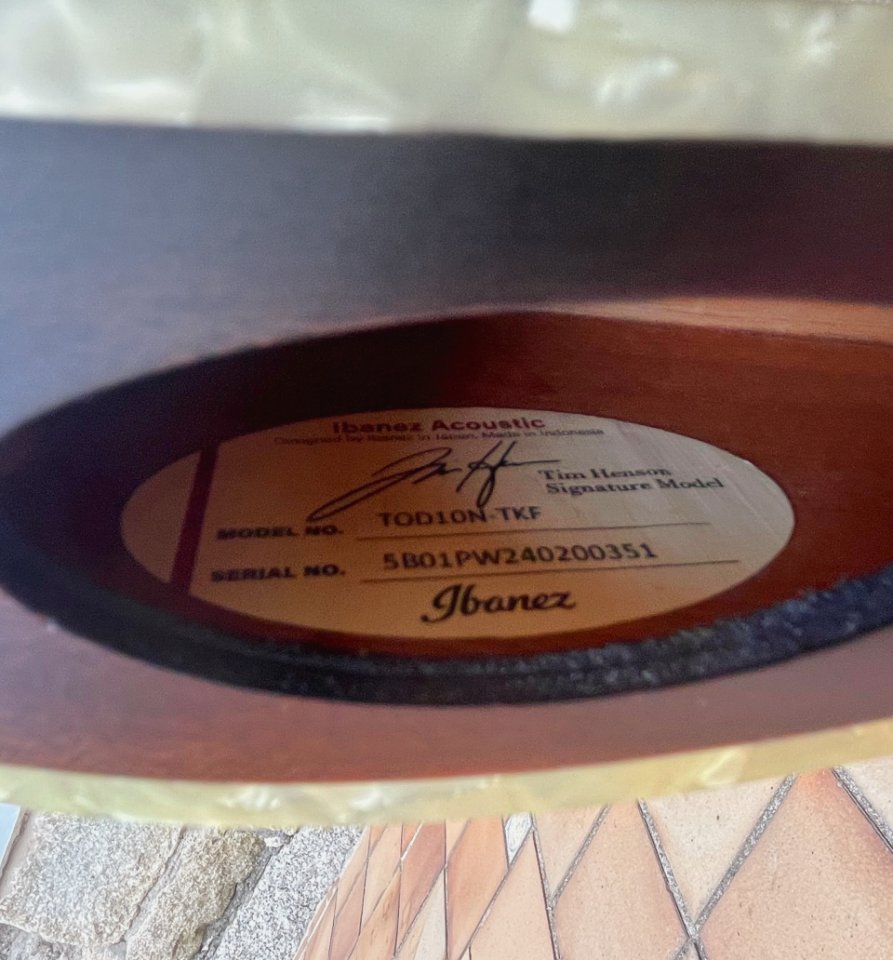 Ibanez Acoustic
Designed by Ibanez in Japan, Made in Indonesia
Tim Henson
Signature Model
MODEL NO. TOD10N-TKF
SERIAL NO. 5B01PW240200351
Ibanez